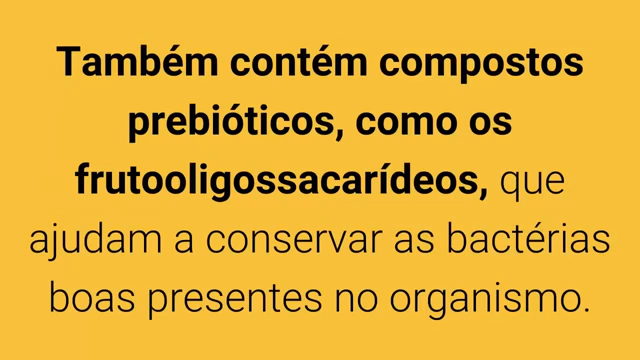 Também contém compostos
prebióticos, como os
frutooligossacarídeos, que
ajudam a conservar as bactérias
boas presentes no organismo.